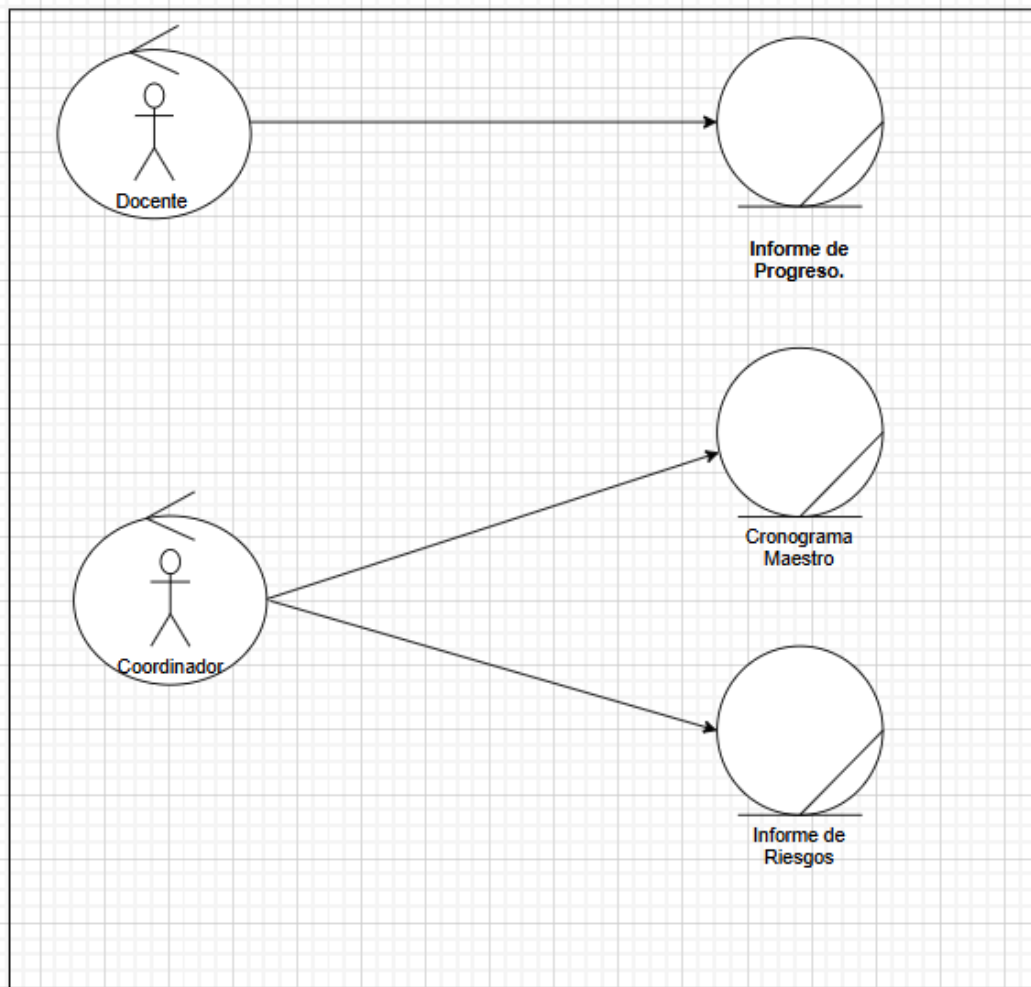 Docente
Informe de
Progreso.
Cronograma
Maestro
Coordinador
Informe de
Riesgos